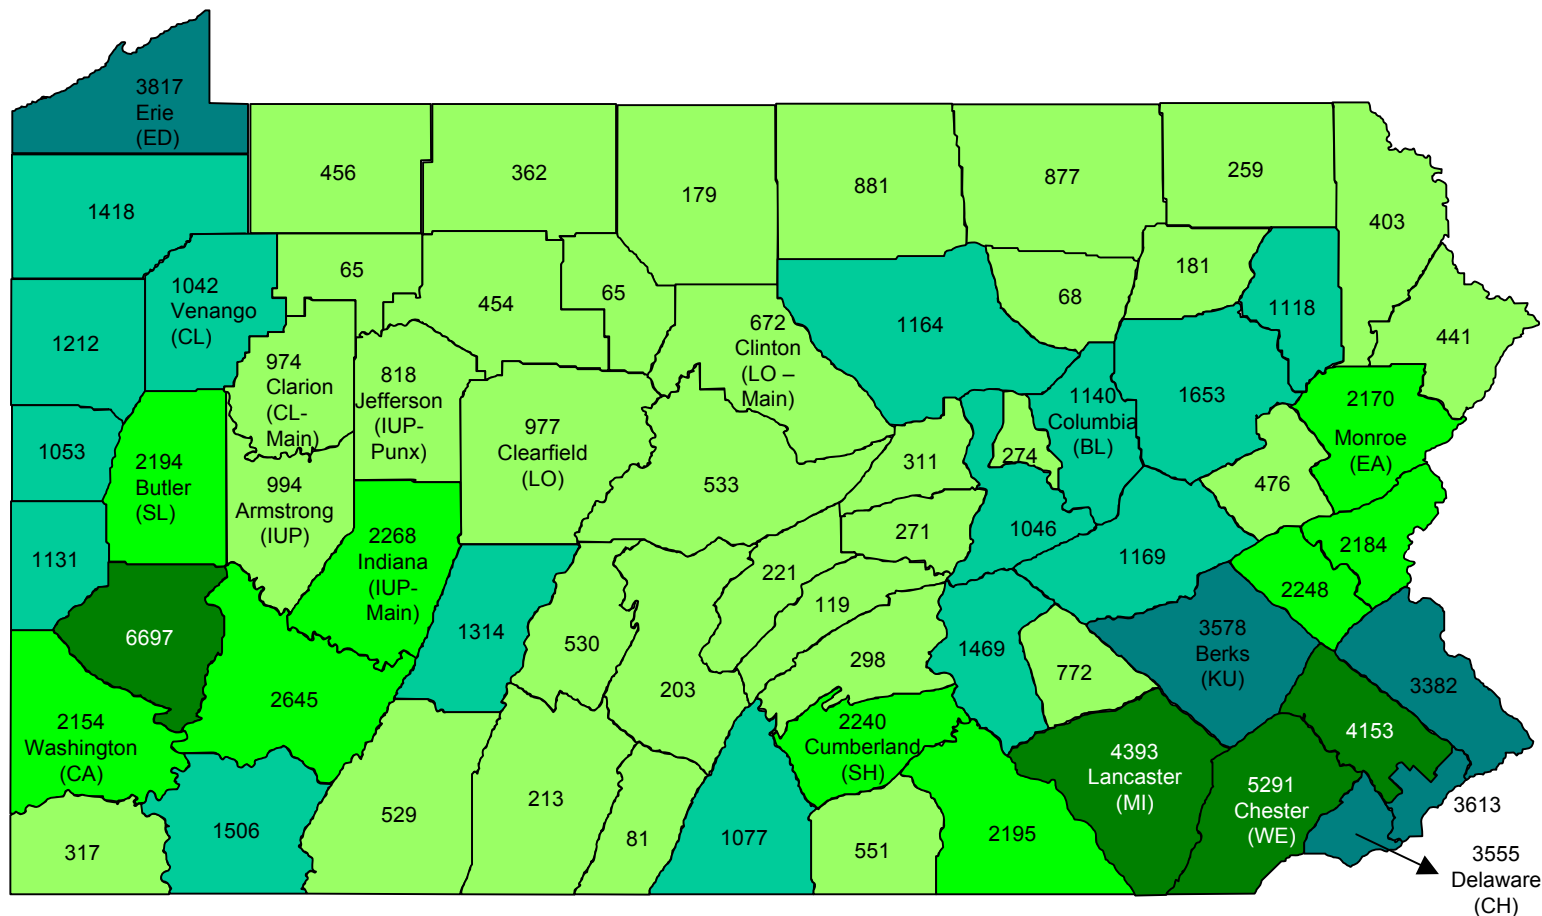 3817
Erie
(ED)
456
362
179
881
877
259
403
1418
65
454
65
181
68
1118
441
1042
Venango
(CL)
672
Clinton
(LO –
Main)
1164
1212
974
Clarion
(CL-
Main)
818
Jefferson
(IUP-
Punx)
977
Clearfield
(LO)
1140
Columbia
(BL)
1653
2170
Monroe
(EA)
1053
2194
Butler
(SL)
994
Armstrong
(IUP)
533
311
274
476
271
1046
1169
2184
1131
2268
Indiana
(IUP-
Main)
221
119
2248
6697
1314
530
298
1469
772
3578
Berks
(KU)
3382
2645
203
2154
Washington
(CA)
2240
Cumberland
(SH)
4393
Lancaster
(MI)
4153
5291
Chester
(WE)
3613
317
1506
529
213
81
1077
551
2195
3555
Delaware
(CH)